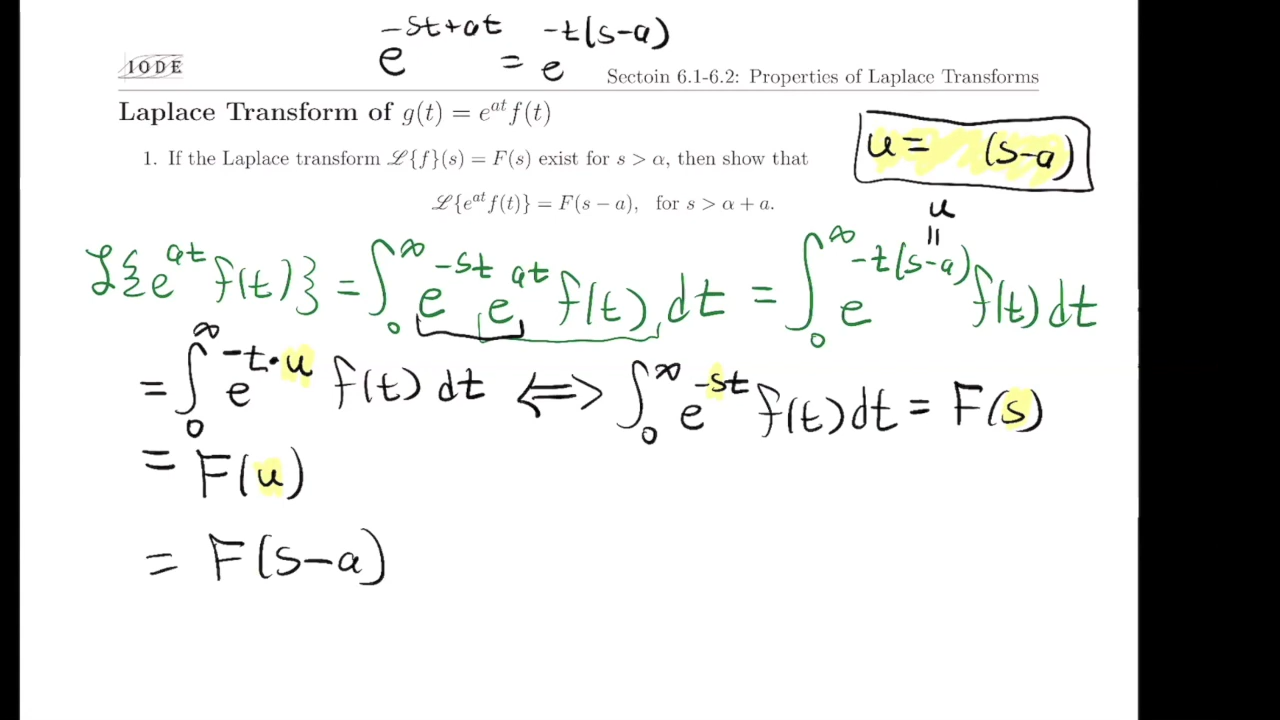 e^{-st+at} = e^{-t(s-a)}
IODE
Sectoin 6.1-6.2: Properties of Laplace Transforms
Laplace Transform of g(t) = e^{at} f(t)
u = (s-a)
1. If the Laplace transform ℒ{f}(s) = F(s) exist for s > α, then show that
ℒ{e^{at} f(t)} = F(s − a), for s > α + a.
u
||
ℒ{e^{at} f(t)} = ∫_0^∞ e^{-st} e^{at} f(t) dt = ∫_0^∞ e^{-t(s-a)} f(t) dt
= ∫_0^∞ e^{-t·u} f(t) dt ⟺ ∫_0^∞ e^{-st} f(t) dt = F(s)
= F(u)
= F(s-a)